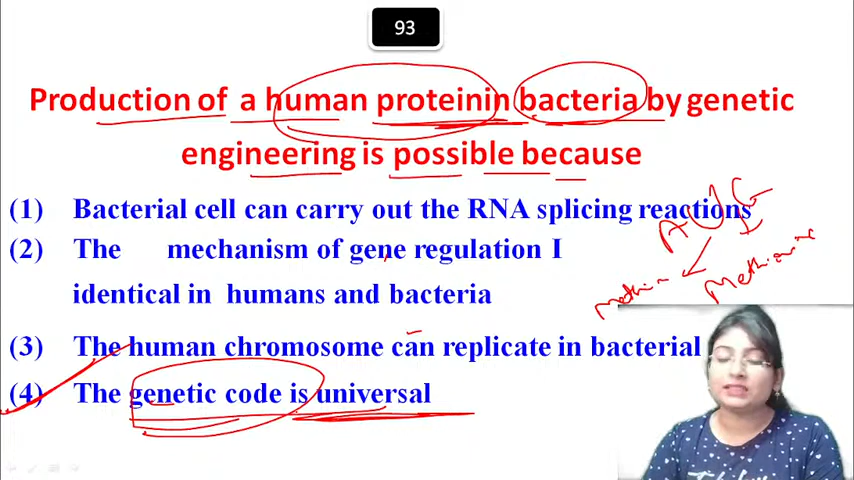 93
Production of a human proteinin bacteria by genetic
engineering is possible because
(1) Bacterial cell can carry out the RNA splicing reactions
(2) The mechanism of gene regulation I
identical in humans and bacteria
(3) The human chromosome can replicate in bacterial
(4) The genetic code is universal
AUG
Methionine